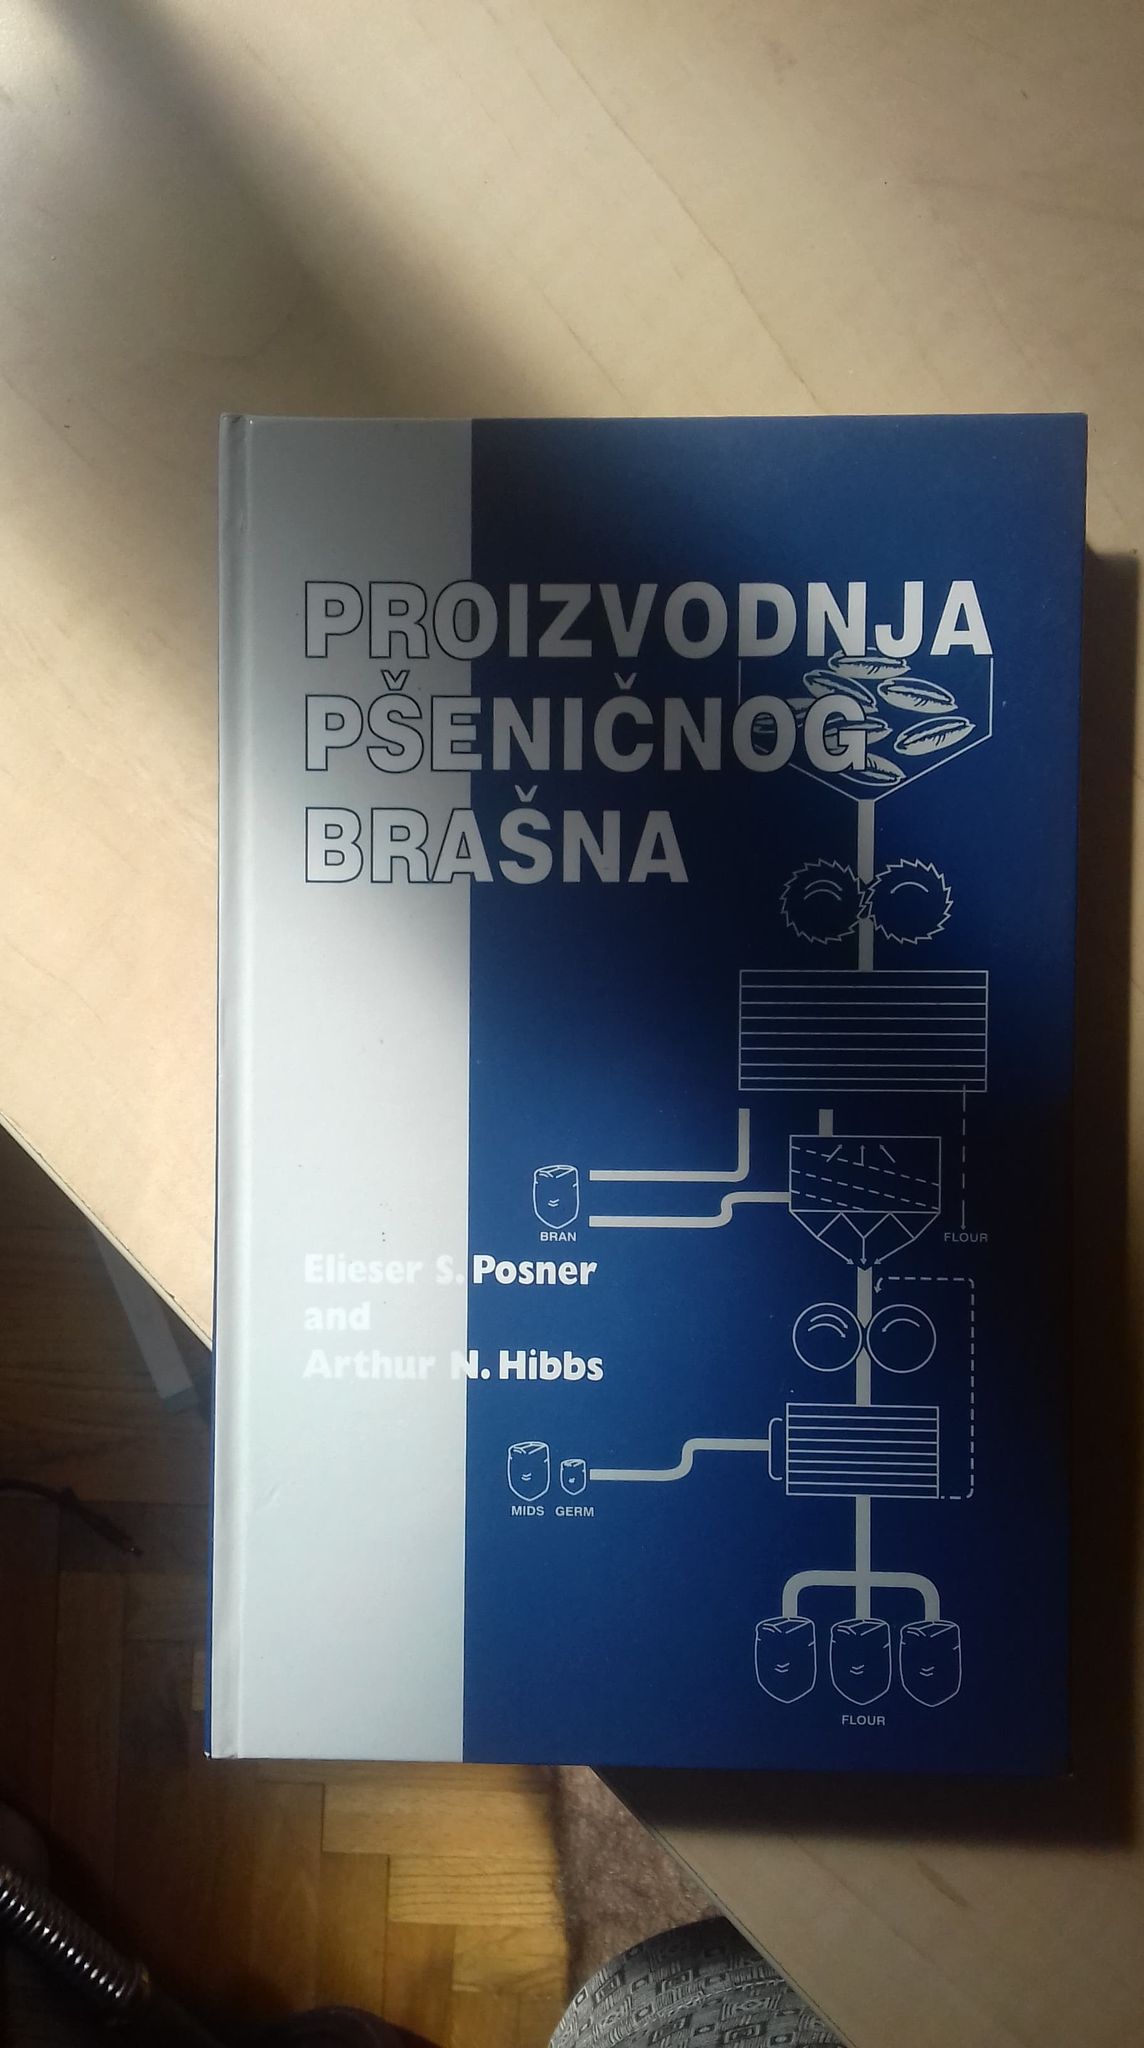 PROIZVODNJA
PŠENIČNOG
BRAŠNA
BRAN
FLOUR
Elieser S. Posner
and
Arthur N. Hibbs
MIDS GERM
FLOUR